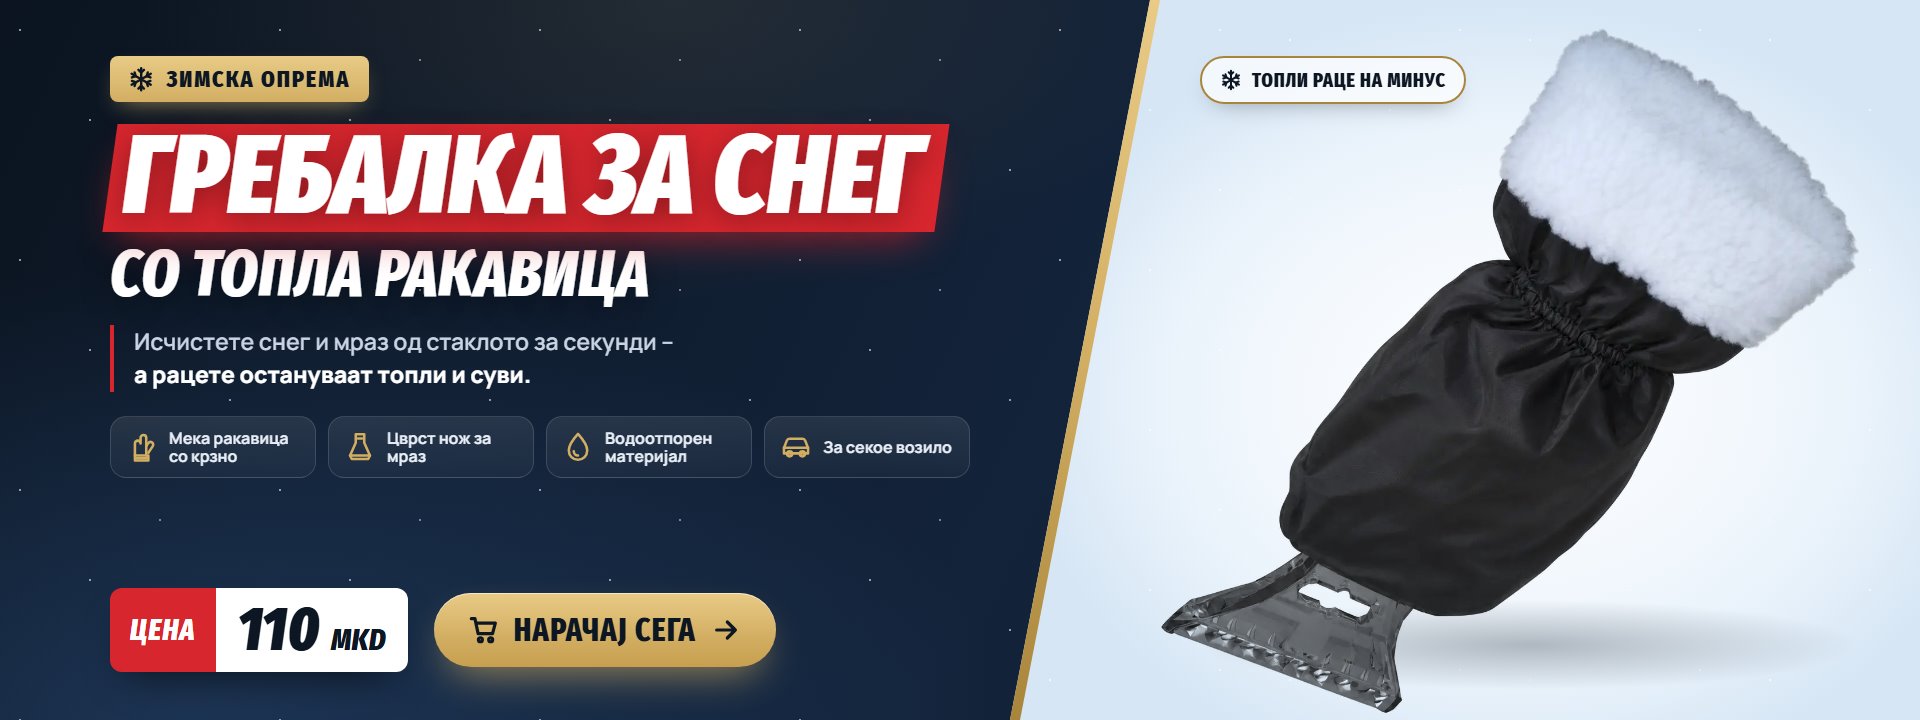 ЗИМСКА ОПРЕМА
ГРЕБАЛКА ЗА СНЕГ
СО ТОПЛА РАКАВИЦА
Исчистете снег и мраз од стаклото за секунди –
а рацете остануваат топли и суви.
Мека ракавица
со крзно
Цврст нож за
мраз
Водоотпорен
материјал
За секое возило
ЦЕНА
110 MKD
НАРАЧАЈ СЕГА
ТОПЛИ РАЦЕ НА МИНУС